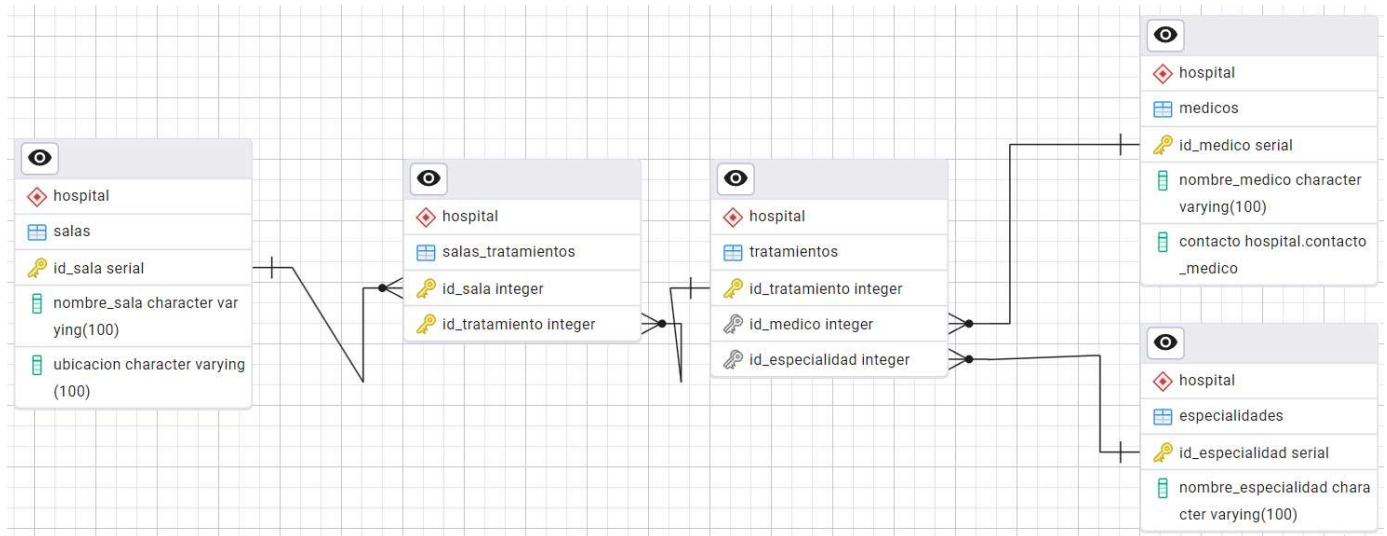 hospital
salas
id_sala serial
nombre_sala character var
ying(100)
ubicacion character varying
(100)
hospital
salas_tratamientos
id_sala integer
id_tratamiento integer
hospital
tratamientos
id_tratamiento integer
id_medico integer
id_especialidad integer
hospital
medicos
id_medico serial
nombre_medico character
varying(100)
contacto hospital.contacto
_medico
hospital
especialidades
id_especialidad serial
nombre_especialidad chara
cter varying(100)